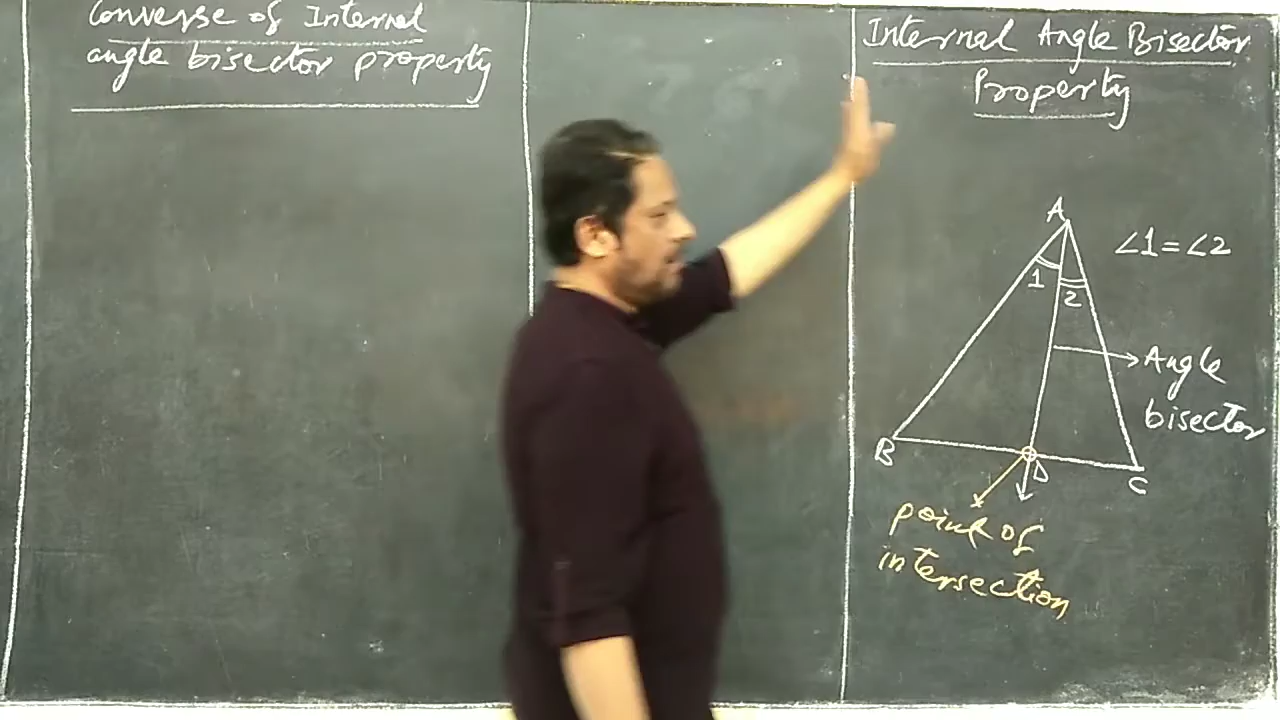 Converse of Internal
angle bisector property
Internal Angle Bisector
Property
A
∠1=∠2
1
2
Angle
bisector
B
D
C
point of
intersection